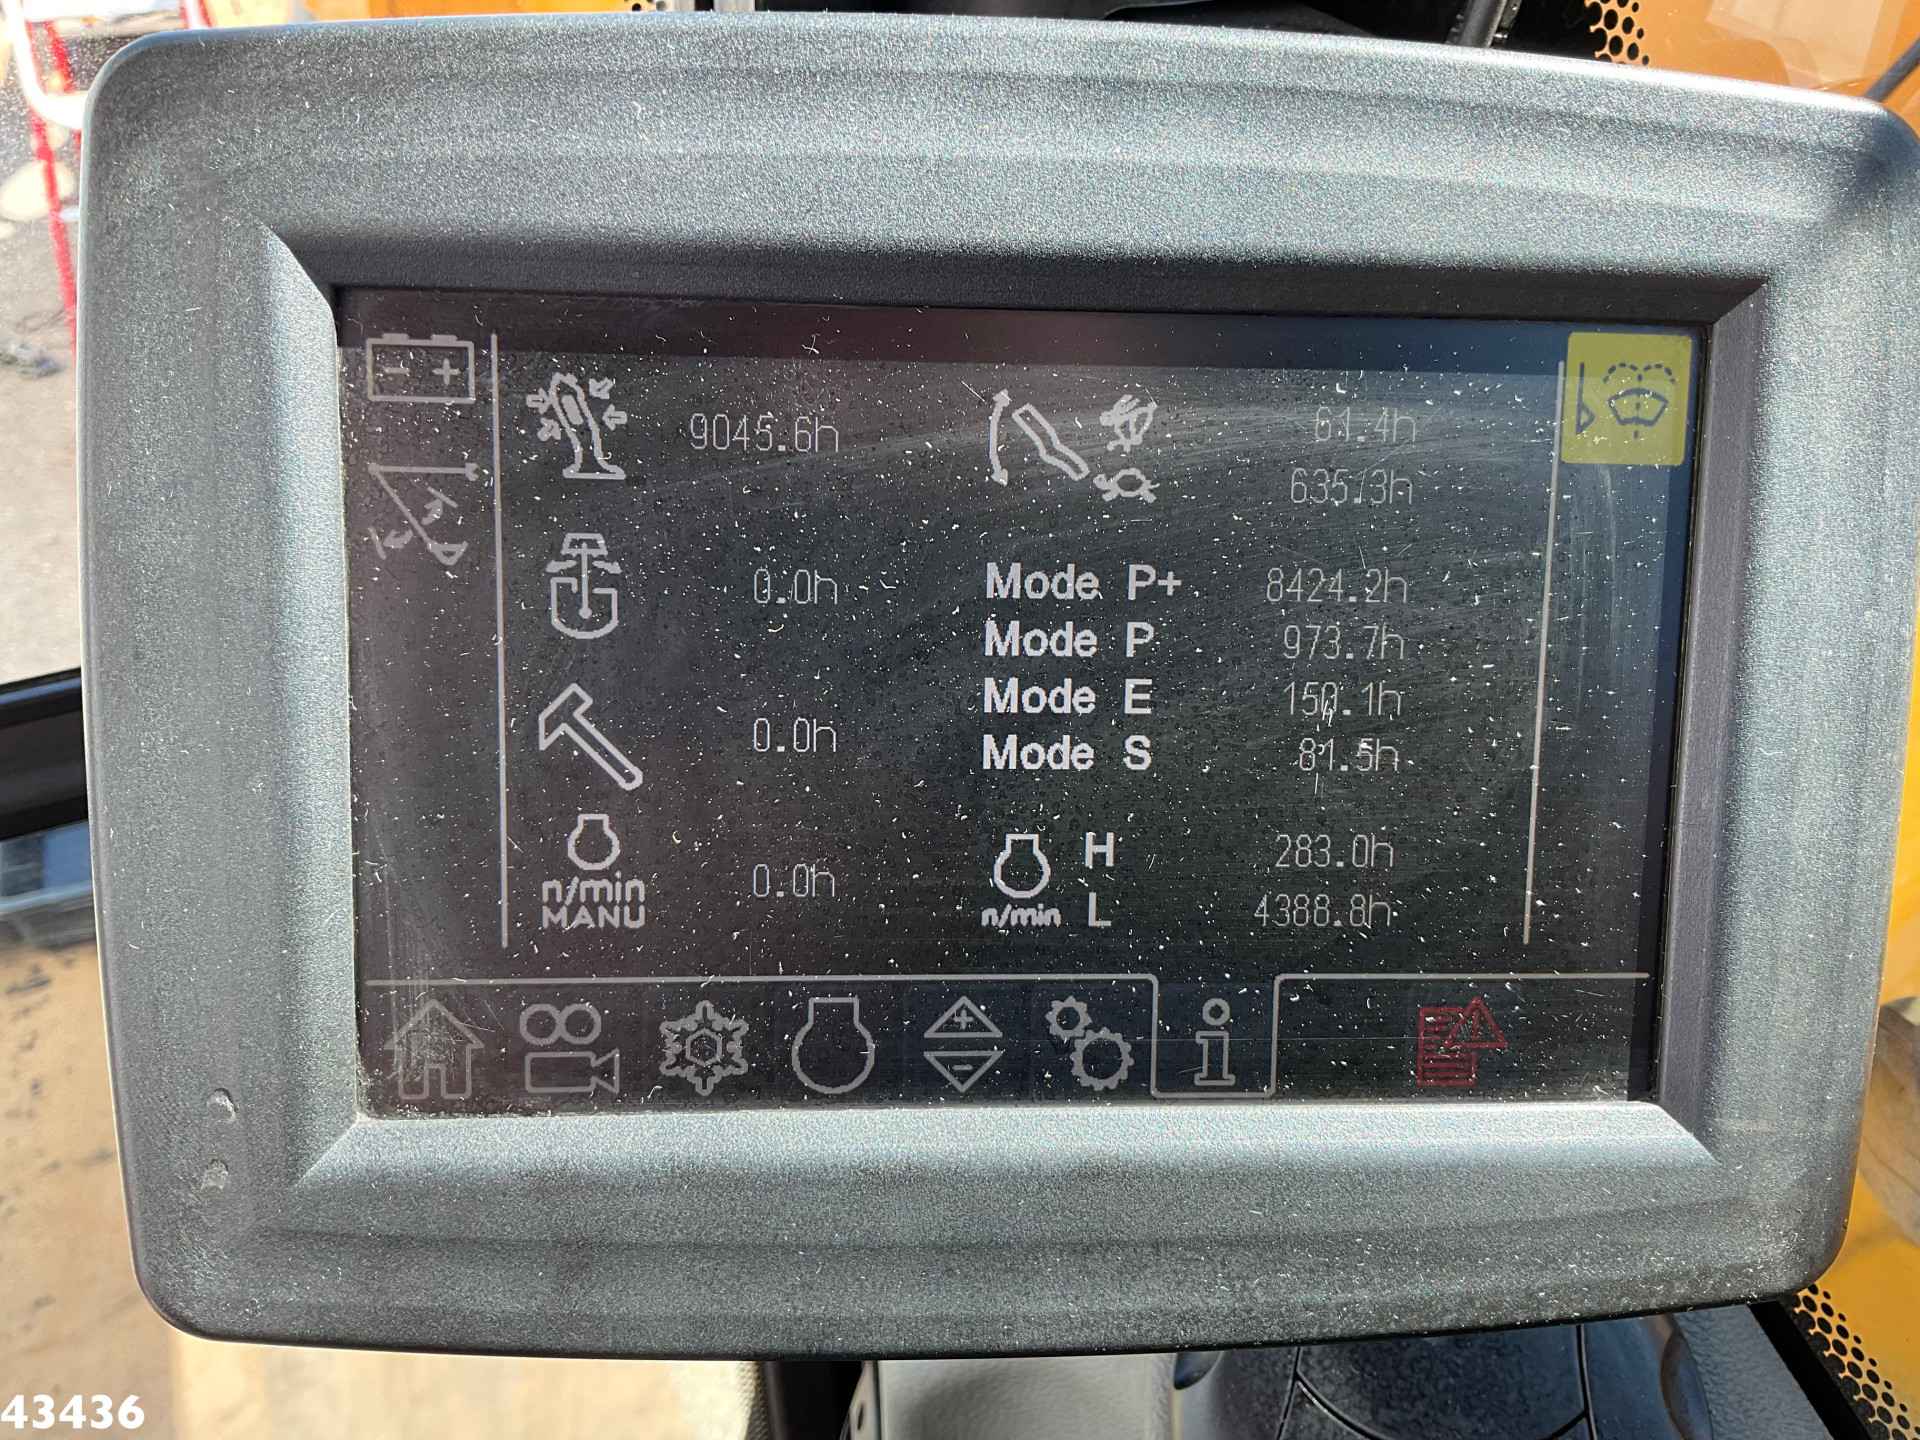 9045.6h
61.4h
635.3h
0.0h
Mode P+ 8424.2h
Mode P 973.7h
Mode E 150.1h
0.0h
Mode S 81.5h
n/min
MANU
0.0h
H 283.0h
n/min L 4388.8h
43436